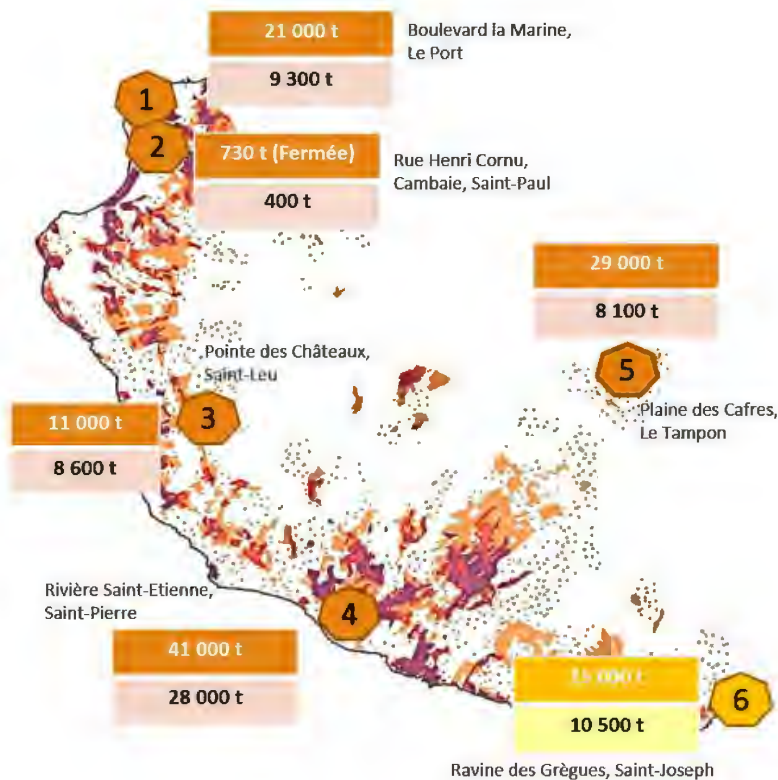 21 000 t
Boulevard la Marine,
Le Port
9 300 t
1
2
730 t (Fermée)
Rue Henri Cornu,
Cambaie, Saint-Paul
400 t
29 000 t
8 100 t
Pointe des Châteaux,
Saint-Leu
5
3
Plaine des Cafres,
Le Tampon
11 000 t
8 600 t
Rivière Saint-Etienne,
Saint-Pierre
4
41 000 t
28 000 t
000 t
6
10 500 t
Ravine des Grègues, Saint-Joseph